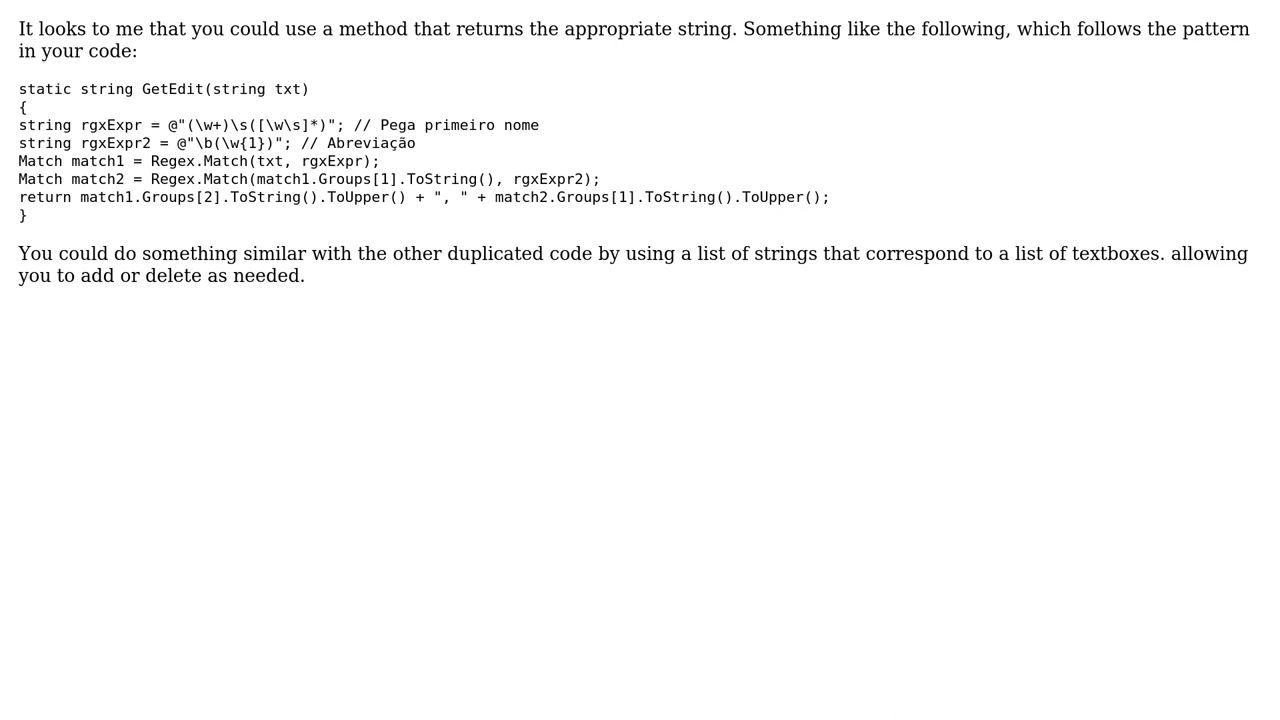 It looks to me that you could use a method that returns the appropriate string. Something like the following, which follows the pattern
in your code:
static string GetEdit(string txt)
{
string rgxExpr = @"(\w+)\s([\w\s]*)"; // Pega primeiro nome
string rgxExpr2 = @"\b(\w{1})"; // Abreviação
Match match1 = Regex.Match(txt, rgxExpr);
Match match2 = Regex.Match(match1.Groups[1].ToString(), rgxExpr2);
return match1.Groups[2].ToString().ToUpper() + ", " + match2.Groups[1].ToString().ToUpper();
}
You could do something similar with the other duplicated code by using a list of strings that correspond to a list of textboxes. allowing
you to add or delete as needed.